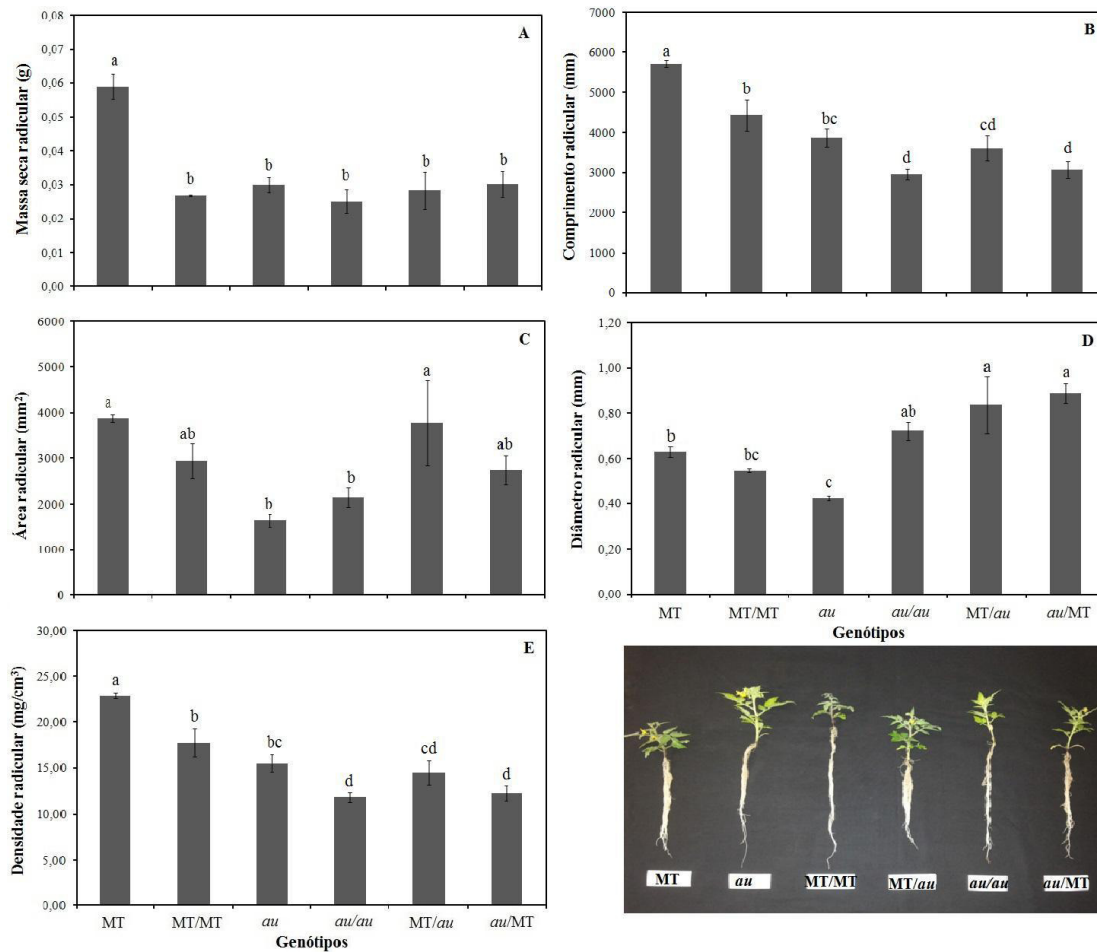 A
Massa seca radicular (g)
0,08
0,07
0,06
0,05
0,04
0,03
0,02
0,01
0,00
a
b
b
b
b
b
B
Comprimento radicular (mm)
7000
6000
5000
4000
3000
2000
1000
0
a
b
bc
d
cd
d
C
Área radicular (mm²)
6000
5000
4000
3000
2000
1000
0
a
ab
b
b
a
ab
D
Diâmetro radicular (mm)
1,20
1,00
0,80
0,60
0,40
0,20
0,00
b
bc
c
ab
a
a
MT MT/MT au au/au MT/au au/MT
Genótipos
E
Densidade radicular (mg/cm³)
30,00
25,00
20,00
15,00
10,00
5,00
0,00
a
b
bc
d
cd
d
MT MT/MT au au/au MT/au au/MT
Genótipos
MT au MT/MT MT/au au/au au/MT